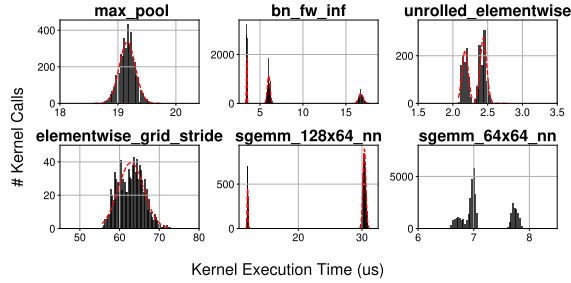 max_pool bn_fw_inf unrolled_elementwise
400
200
0
18 19 20
2000
0
5 10 15
200
0
1.5 2.0 2.5 3.0 3.5
# Kernel Calls
elementwise_grid_stride sgemm_128x64_nn sgemm_64x64_nn
40
20
0
50 60 70 80
500
0
20 30
5000
0
6 7 8
Kernel Execution Time (us)